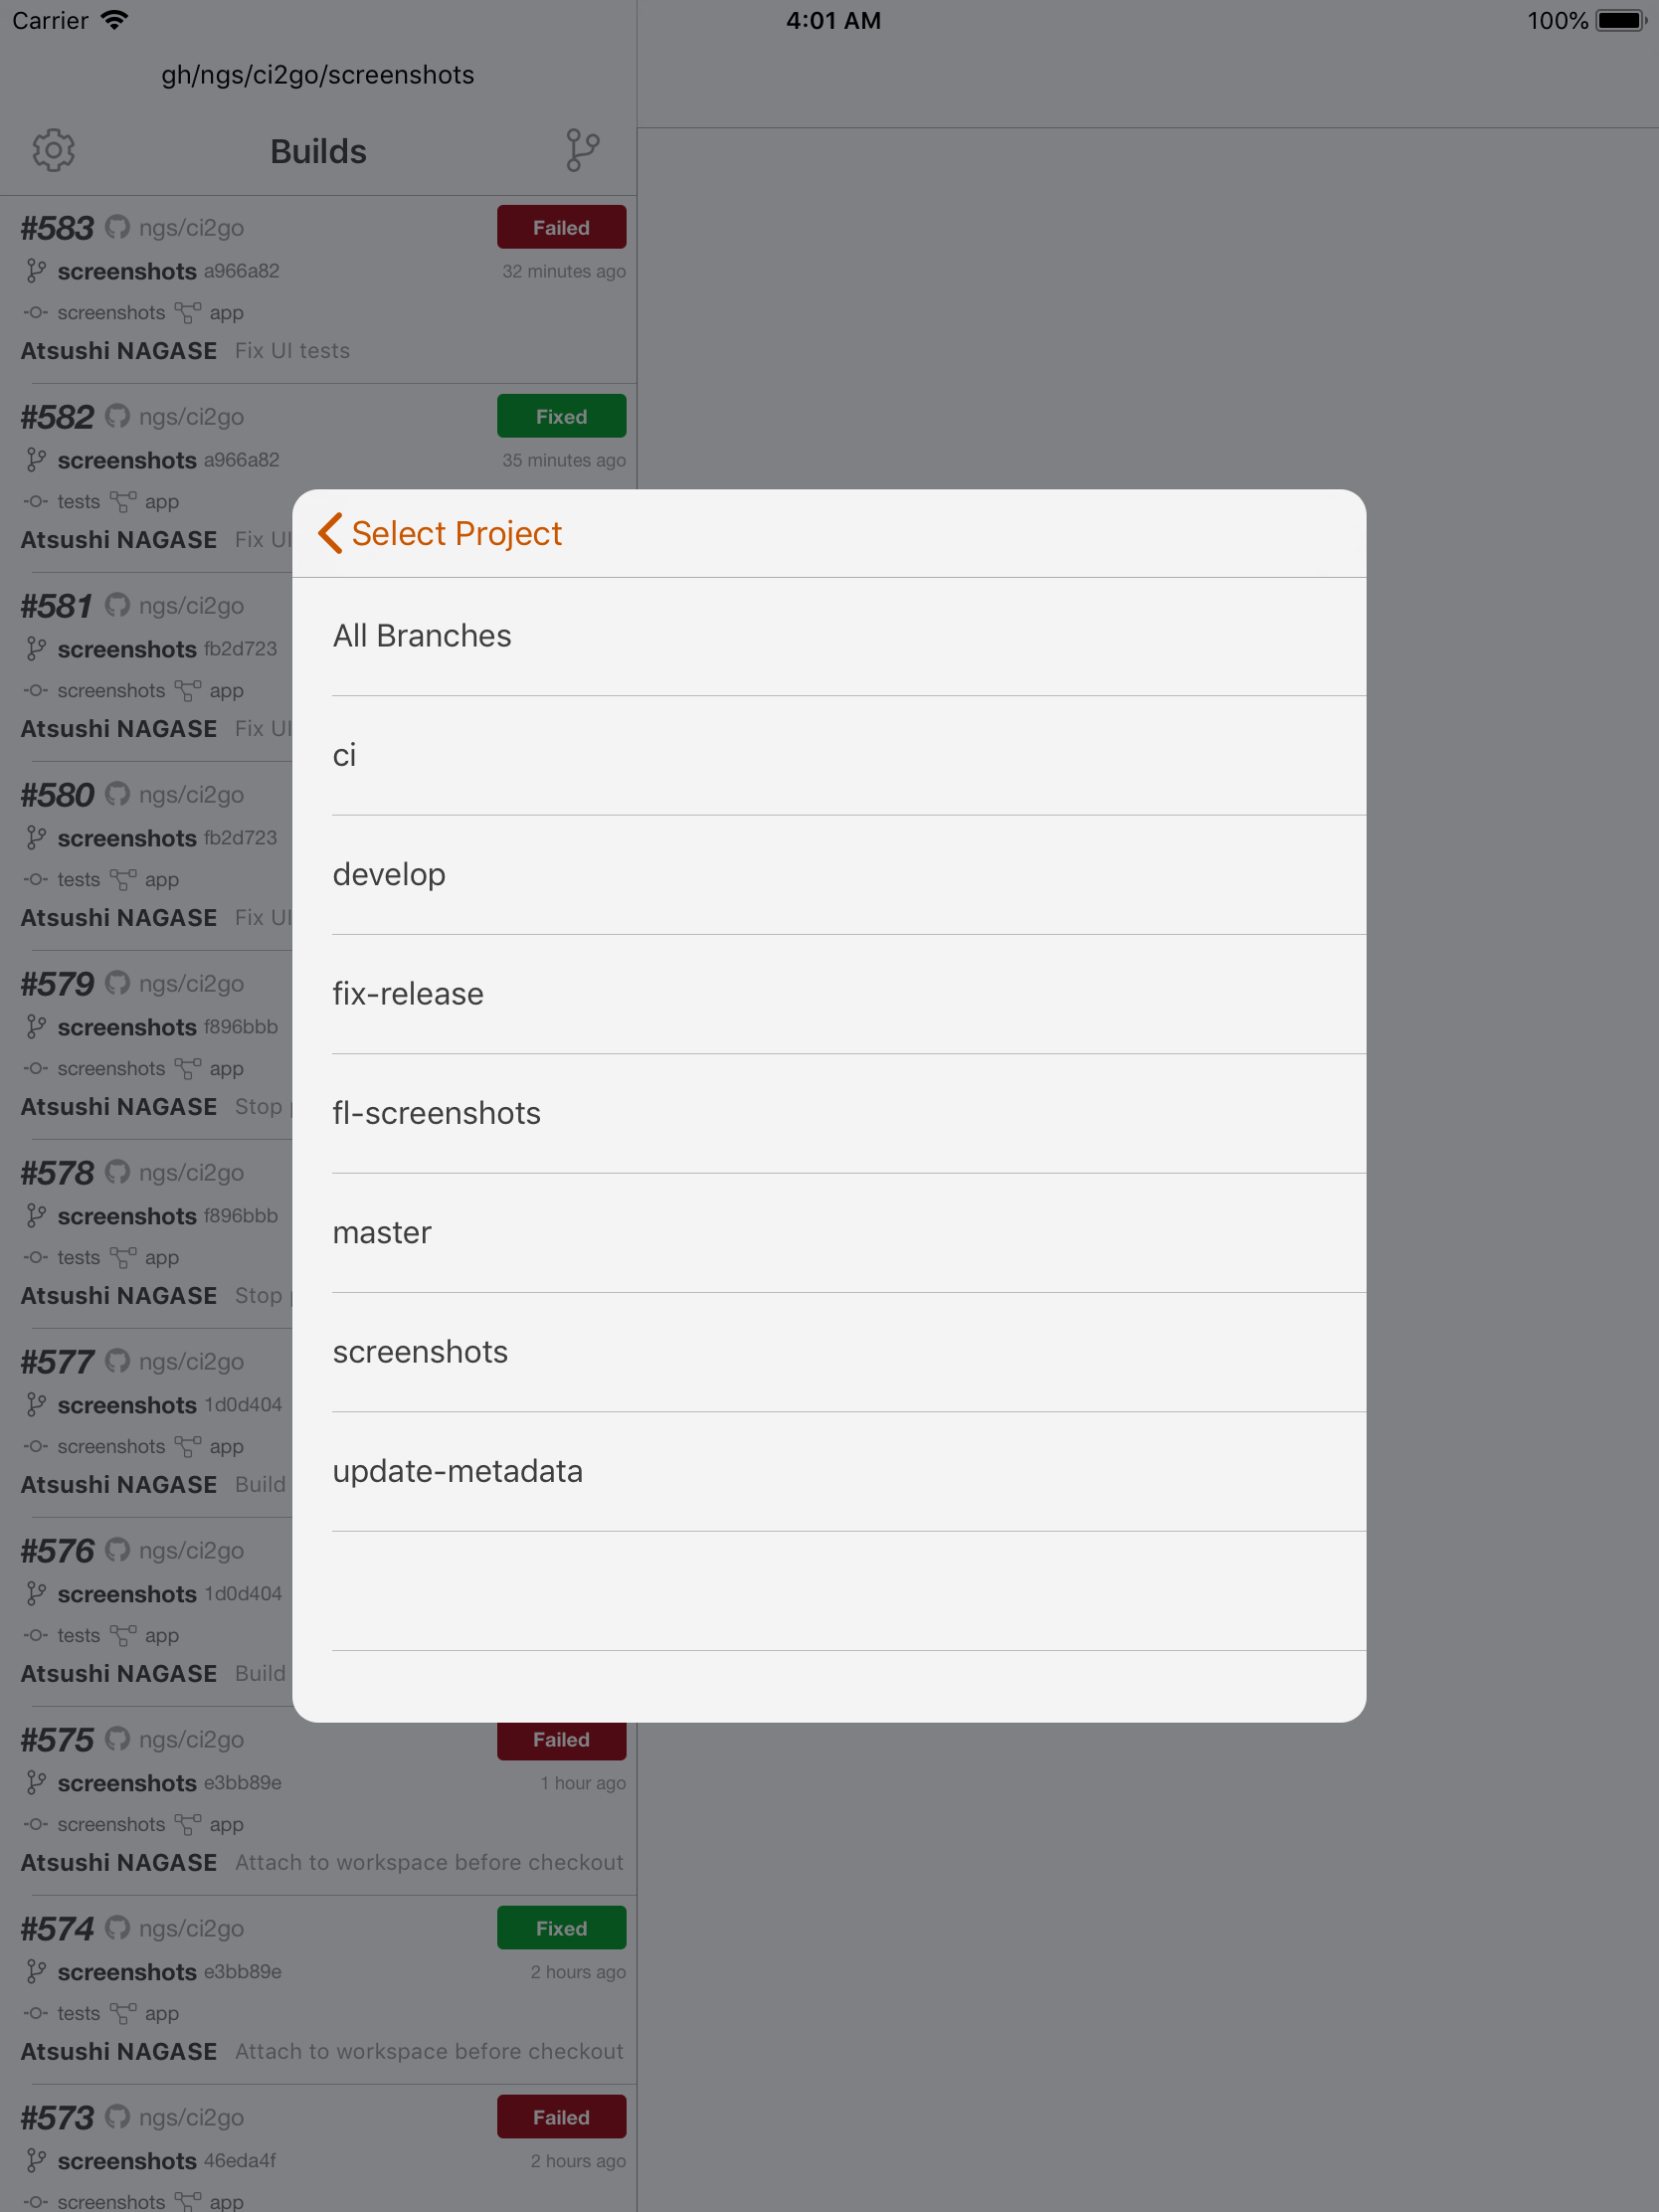 Carrier 4:01 AM 100%
gh/ngs/ci2go/screenshots
Builds
#583 ngs/ci2go Failed
screenshots a966a82 32 minutes ago
screenshots app
Atsushi NAGASE Fix UI tests
#582 ngs/ci2go Fixed
screenshots a966a82 35 minutes ago
tests app
Atsushi NAGASE Fix UI
#581 ngs/ci2go
screenshots fb2d723
screenshots app
Atsushi NAGASE Fix UI
#580 ngs/ci2go
screenshots fb2d723
tests app
Atsushi NAGASE Fix UI
#579 ngs/ci2go
screenshots f896bbb
screenshots app
Atsushi NAGASE Stop
#578 ngs/ci2go
screenshots f896bbb
tests app
Atsushi NAGASE Stop
#577 ngs/ci2go
screenshots 1d0d404
screenshots app
Atsushi NAGASE Build
#576 ngs/ci2go
screenshots 1d0d404
tests app
Atsushi NAGASE Build
#575 ngs/ci2go Failed
screenshots e3bb89e 1 hour ago
screenshots app
Atsushi NAGASE Attach to workspace before checkout
#574 ngs/ci2go Fixed
screenshots e3bb89e 2 hours ago
tests app
Atsushi NAGASE Attach to workspace before checkout
#573 ngs/ci2go Failed
screenshots 46eda4f 2 hours ago
screenshots app
Select Project
All Branches
ci
develop
fix-release
fl-screenshots
master
screenshots
update-metadata